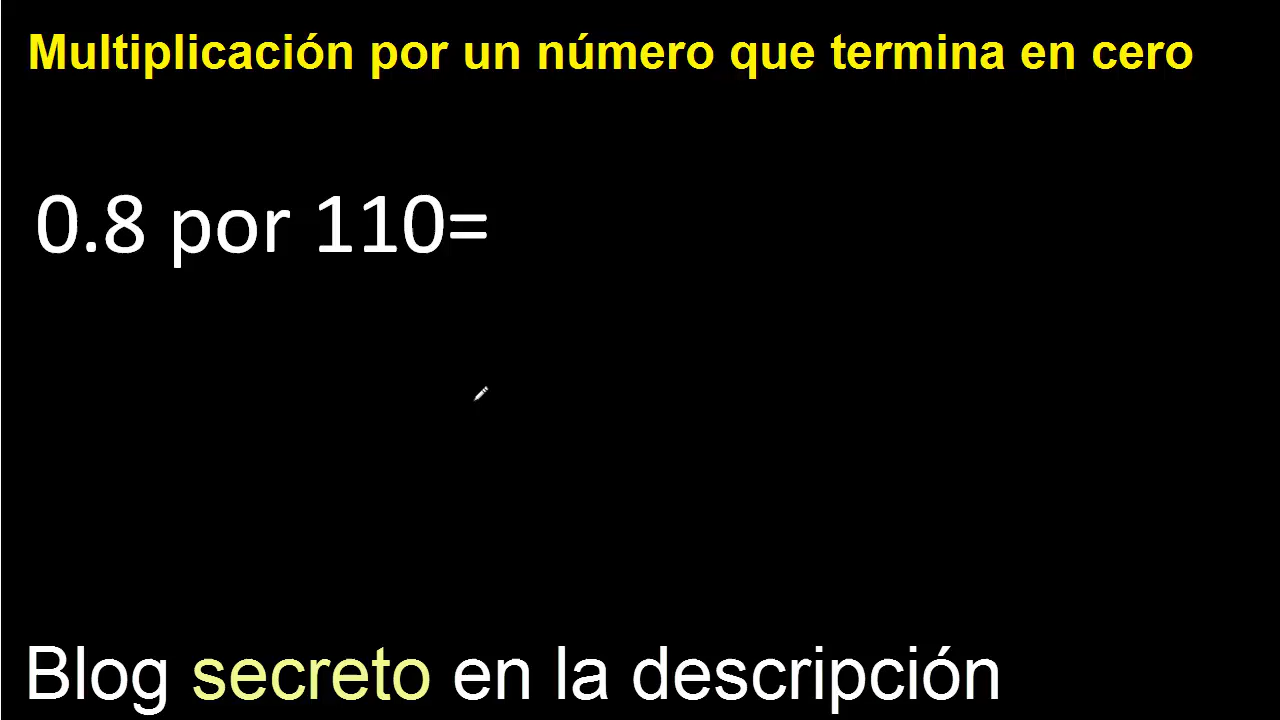 Multiplicación por un número que termina en cero
0.8 por 110=
Blog secreto en la descripción